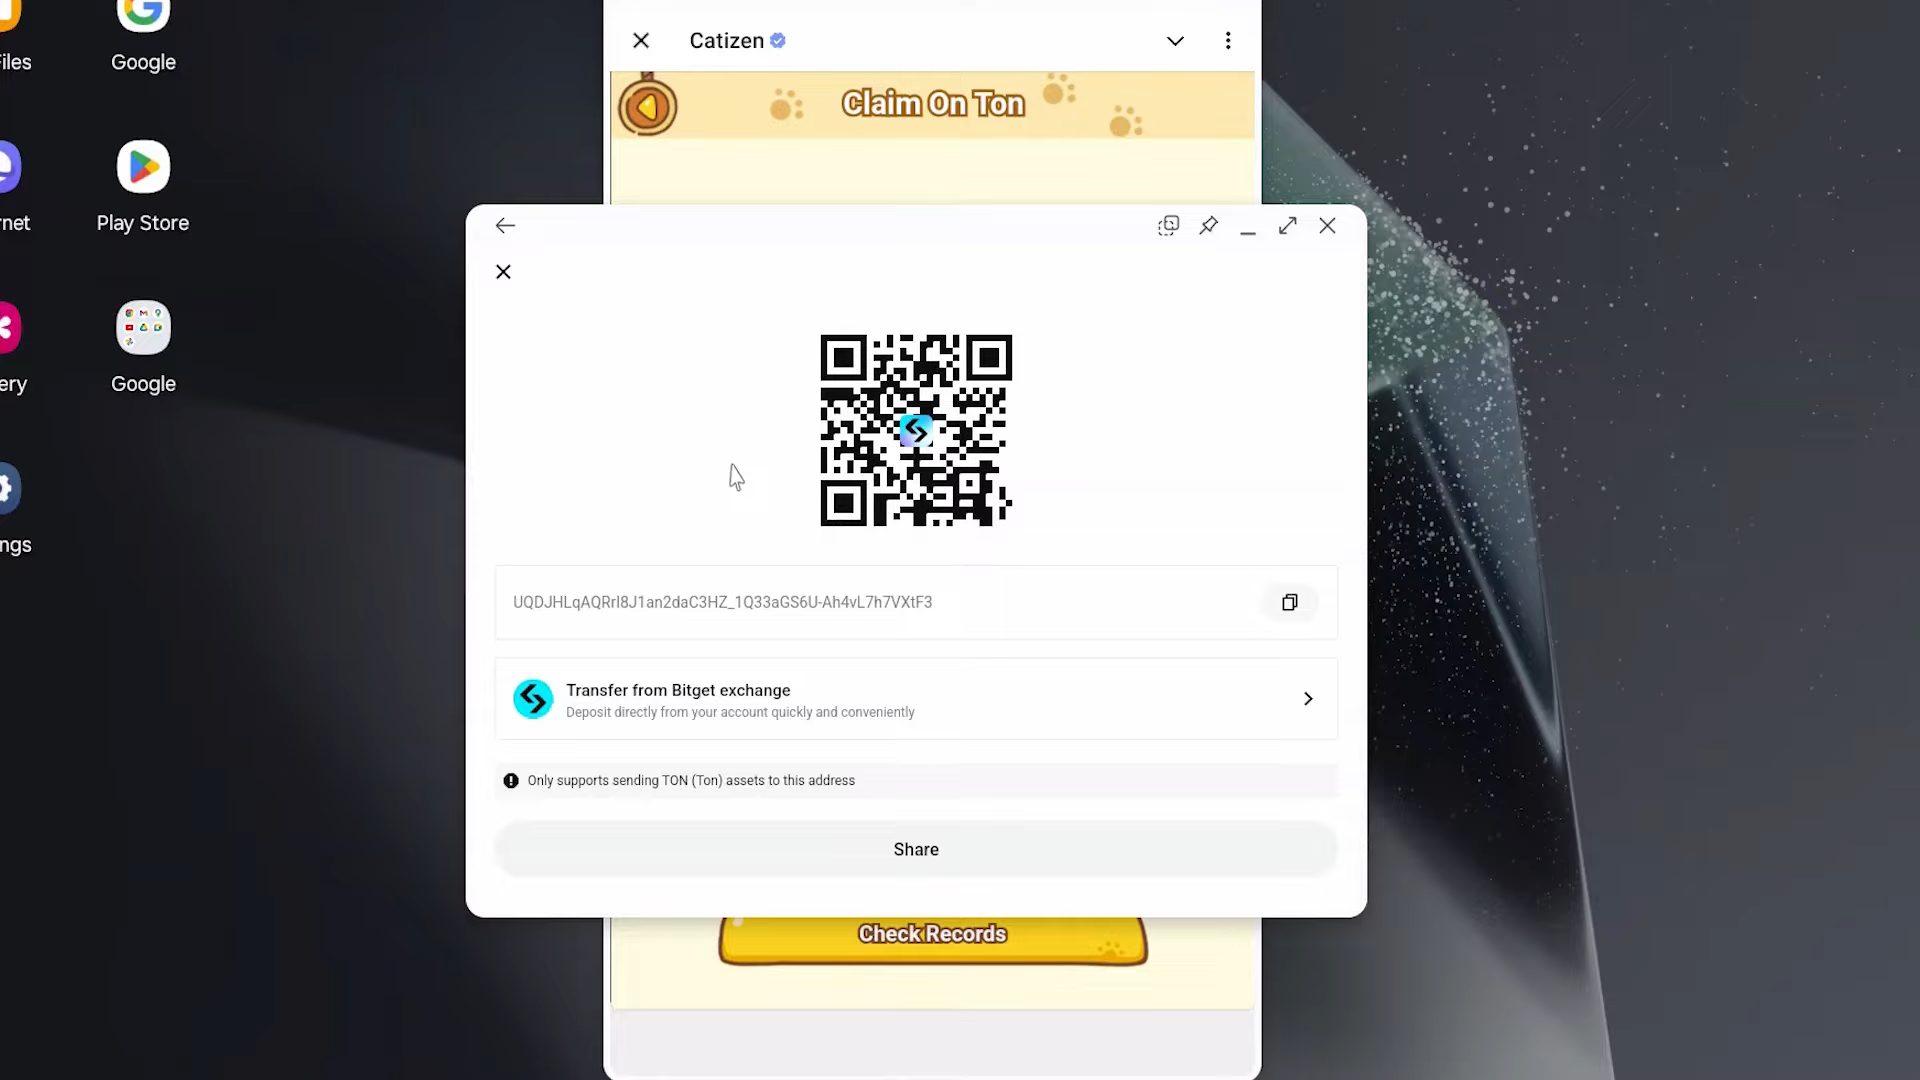 iles
Google
Catizen
Claim On Ton
rnet
Play Store
ery
Google
UQDJHLqAQRrI8J1an2daC3HZ_1Q33aGS6U-Ah4vL7h7VXtF3
Transfer from Bitget exchange
Deposit directly from your account quickly and conveniently
ngs
Only supports sending TON (Ton) assets to this address
Share
Check Records